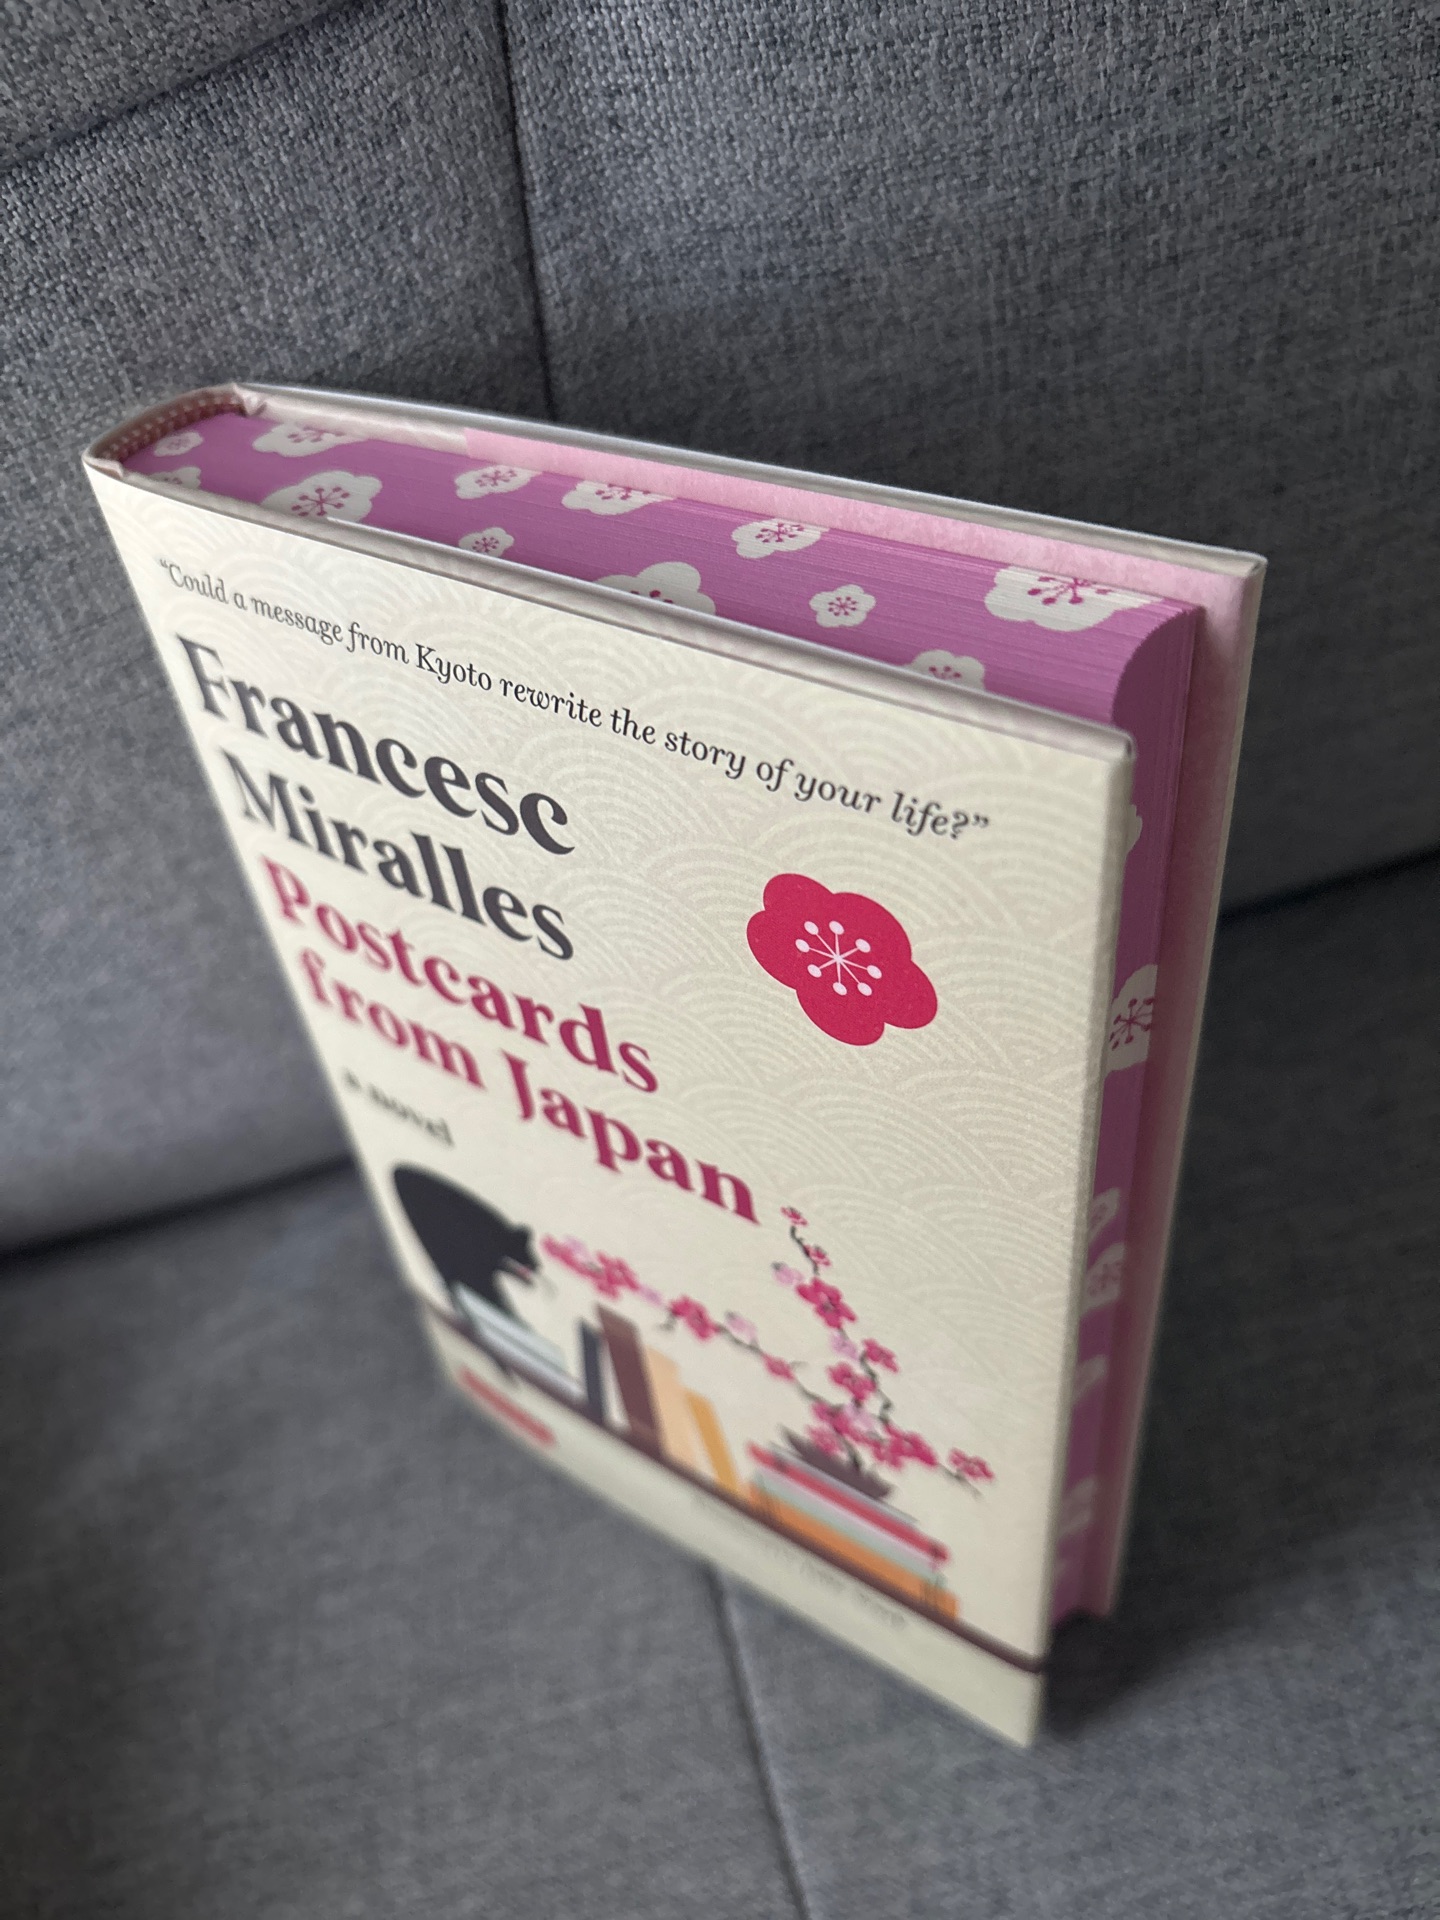 “Could a message from Kyoto rewrite the story of your life?”
Francesc
Miralles
Postcards
from Japan
a novel